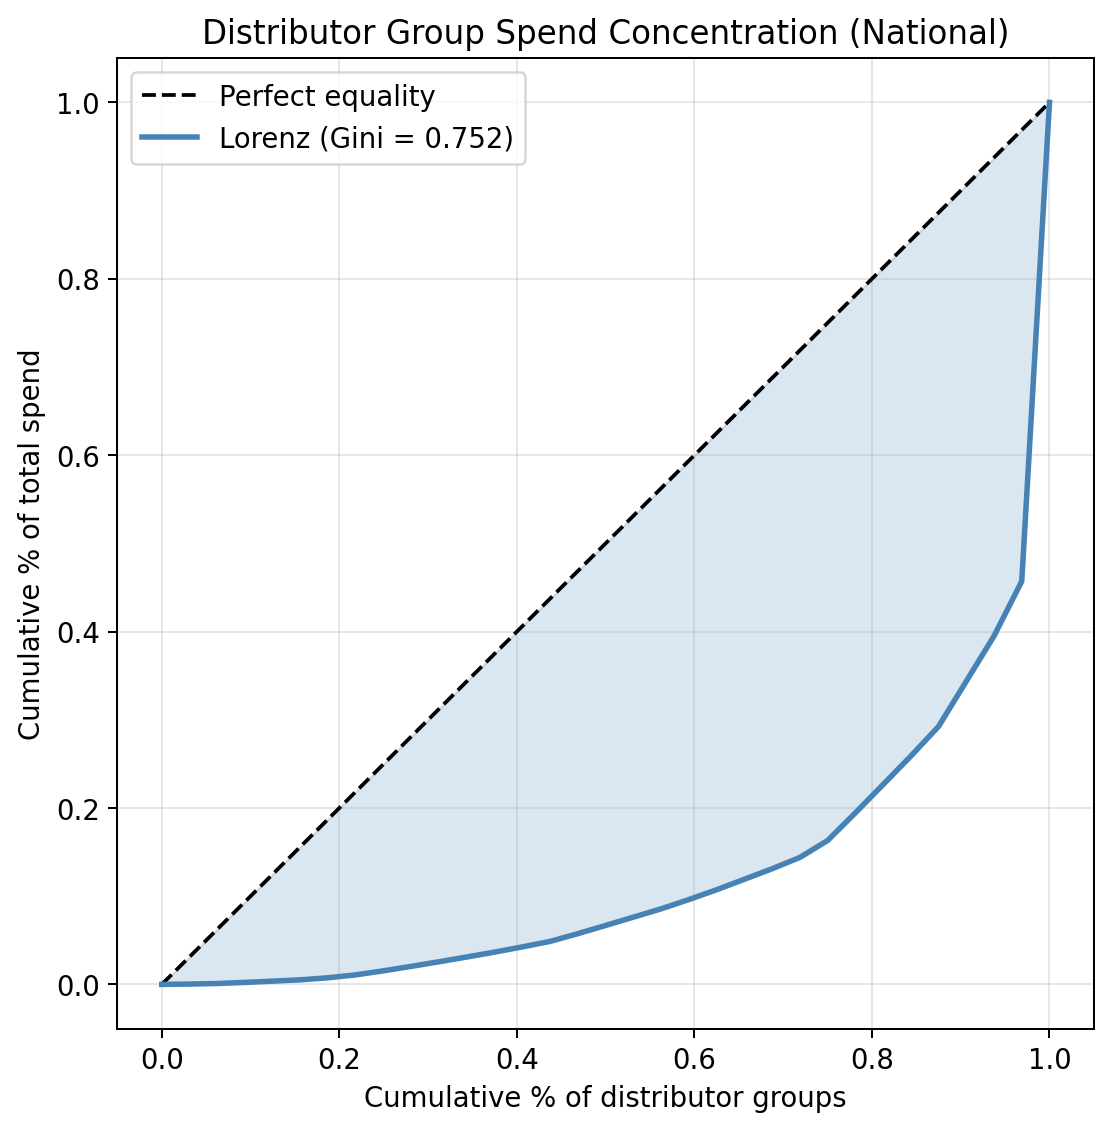 Distributor Group Spend Concentration (National)
Perfect equality
Lorenz (Gini = 0.752)
Cumulative % of total spend
1.0
0.8
0.6
0.4
0.2
0.0
0.0 0.2 0.4 0.6 0.8 1.0
Cumulative % of distributor groups